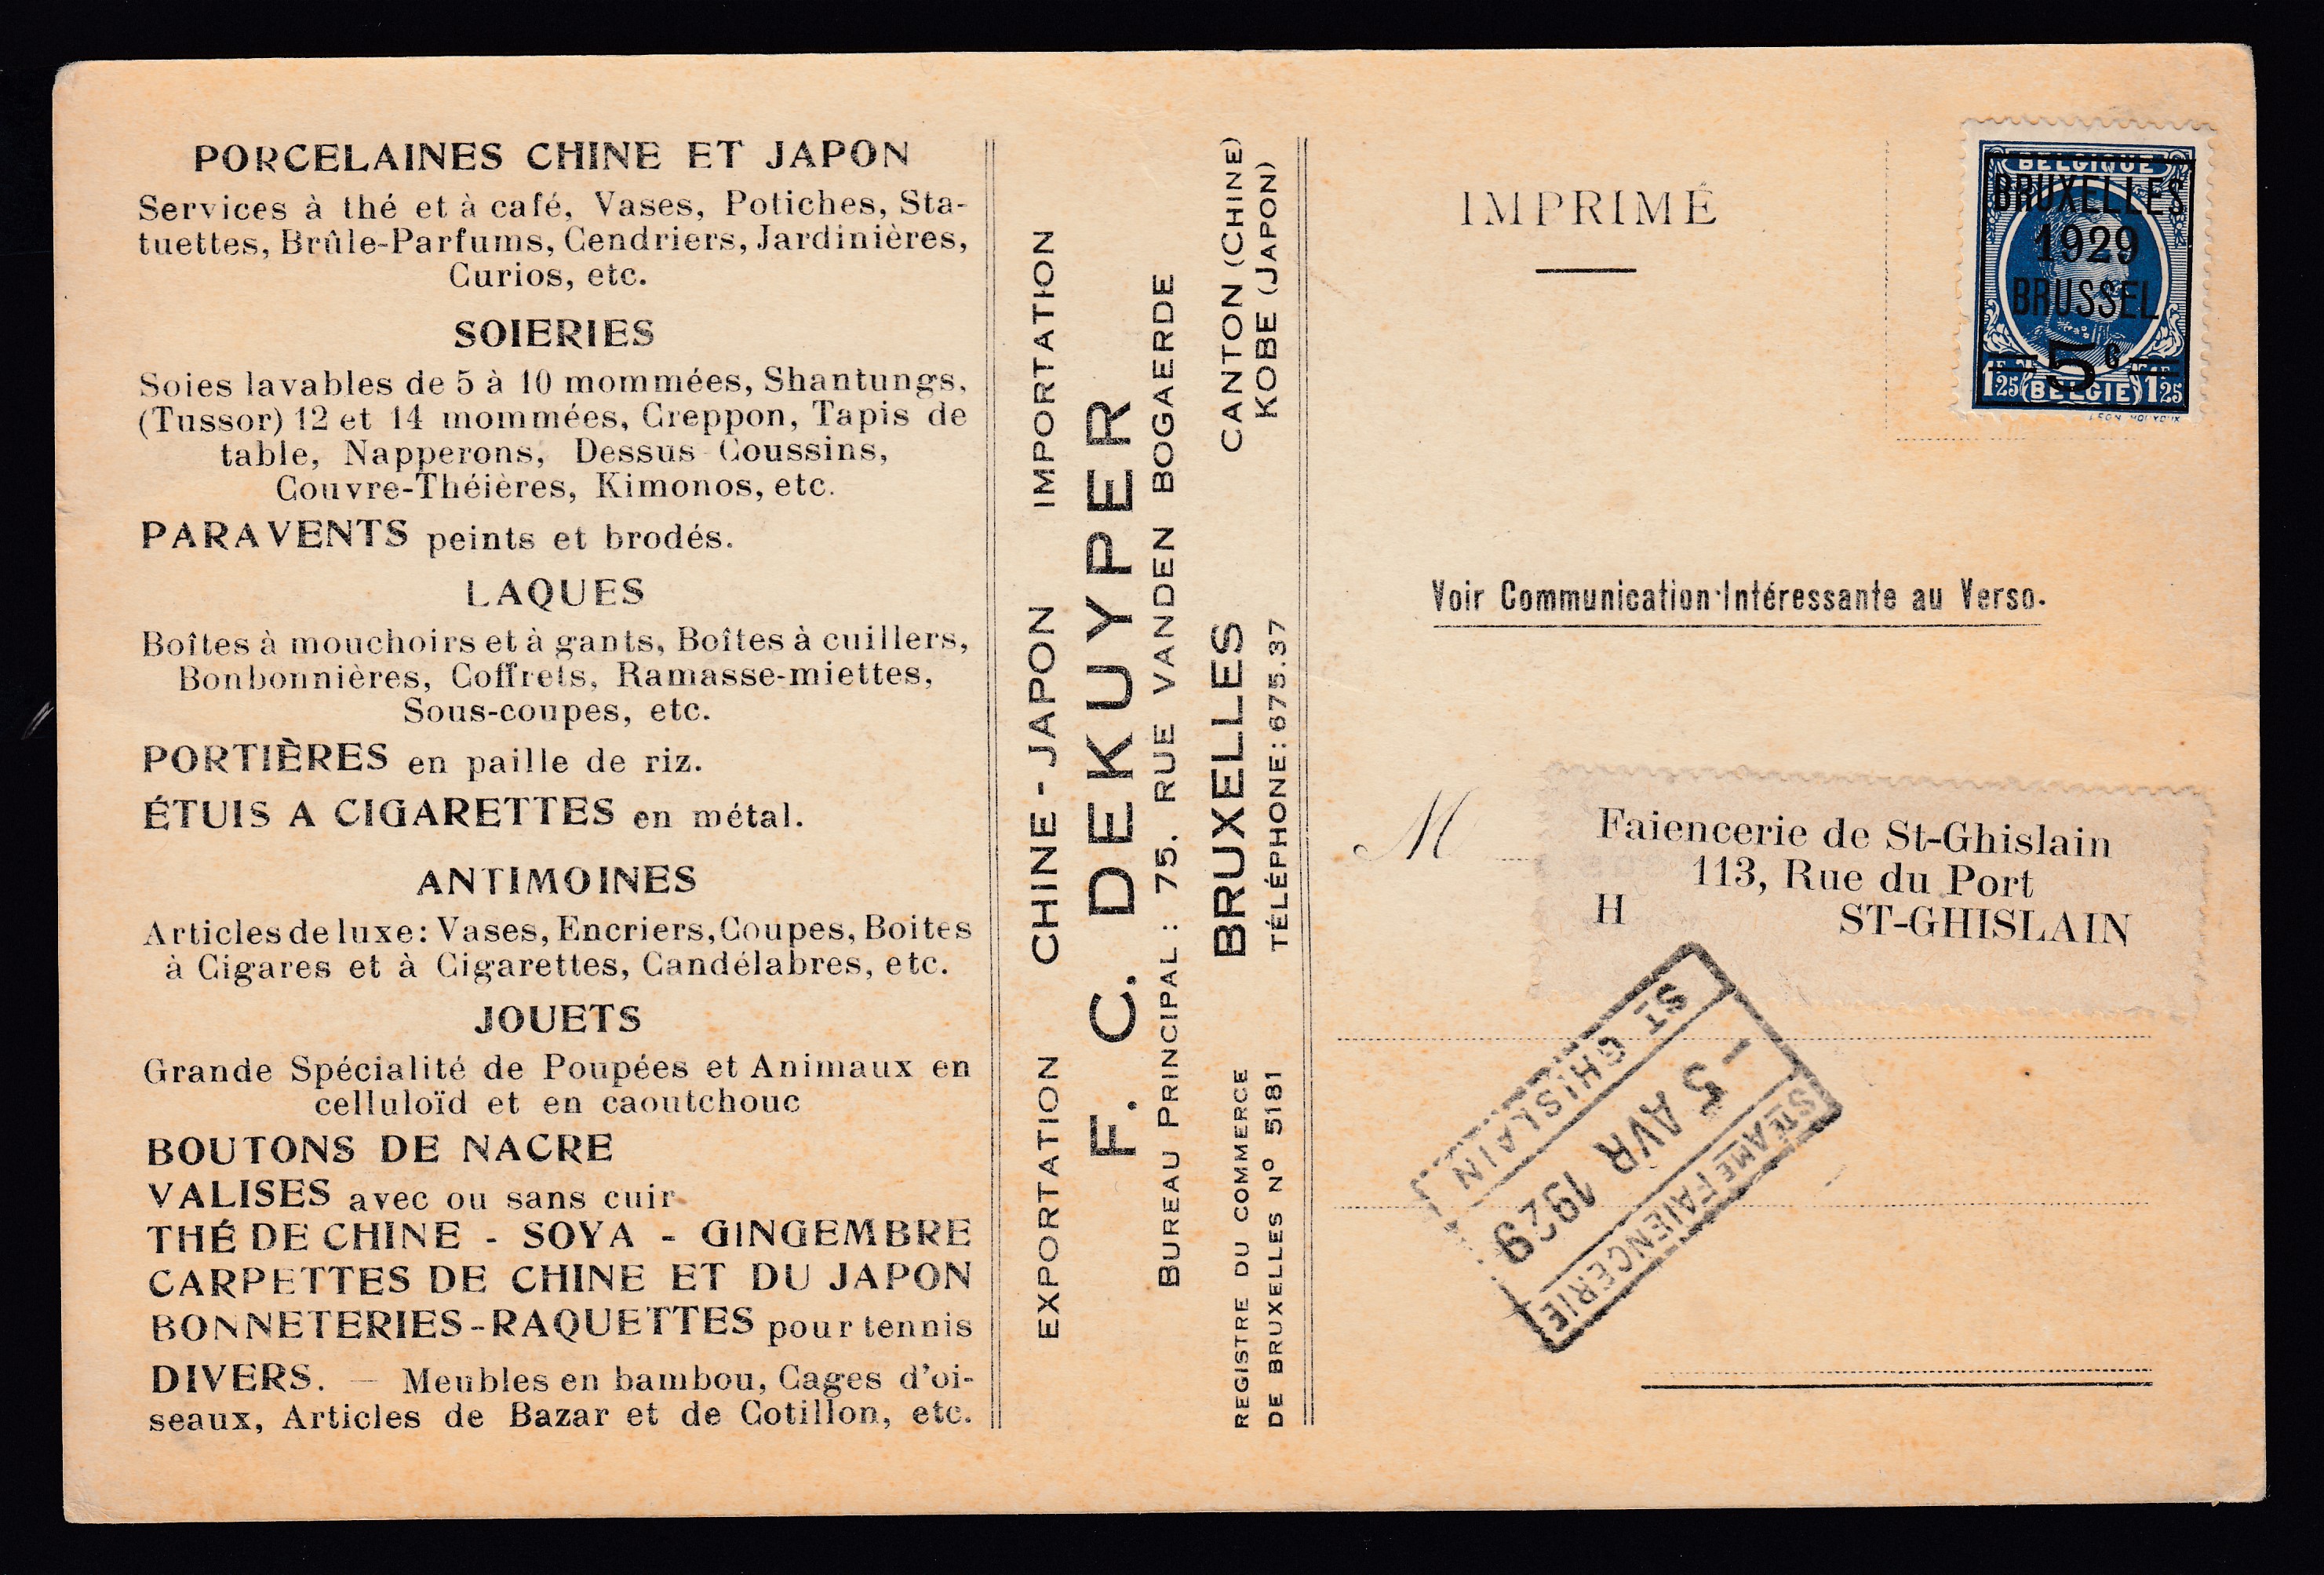 PORCELAINES CHINE ET JAPON
Services à thé et à café, Vases, Potiches, Sta-
tuettes, Brûle-Parfums, Cendriers, Jardinières,
Curios, etc.
SOIERIES
Soies lavables de 5 à 10 mommées, Shantungs,
(Tussor) 12 et 14 mommées, Creppon, Tapis de
table, Napperons, Dessus Coussins,
Couvre-Théières, Kimonos, etc.
PARAVENTS peints et brodés.
LAQUES
Boîtes à mouchoirs et à gants, Boîtes à cuillers,
Bonbonnières, Coffrets, Ramasse-miettes,
Sous-coupes, etc.
PORTIÈRES en paille de riz.
ÉTUIS A CIGARETTES en métal.
ANTIMOINES
Articles de luxe: Vases, Encriers, Coupes, Boites
à Cigares et à Cigarettes, Candélabres, etc.
JOUETS
Grande Spécialité de Poupées et Animaux en
celluloïd et en caoutchouc
BOUTONS DE NACRE
VALISES avec ou sans cuir
THÉ DE CHINE - SOYA - GINGEMBRE
CARPETTES DE CHINE ET DU JAPON
BONNETERIES-RAQUETTES pour tennis
DIVERS. — Meubles en bambou, Cages d'oi-
seaux, Articles de Bazar et de Cotillon, etc.
EXPORTATION CHINE-JAPON IMPORTATION
F. C. DEKUYPER
BUREAU PRINCIPAL: 75. RUE VANDEN BOGAERDE
REGISTRE DU COMMERCE BRUXELLES CANTON (CHINE)
DE BRUXELLES Nº 5181 TÉLÉPHONE: 675.37 KOBE (JAPON)
IMPRIMÉ
BELGIQUE
BRUXELLES
1929
BRUSSEL
5c
1F25 BELGIË 1F25
Voir Communication Intéressante au Verso.
M
Faiencerie de St-Ghislain
113, Rue du Port
H ST-GHISLAIN
ST GHISLAIN
- 5 AVR 1929
STÉ AME FAIENCERIE